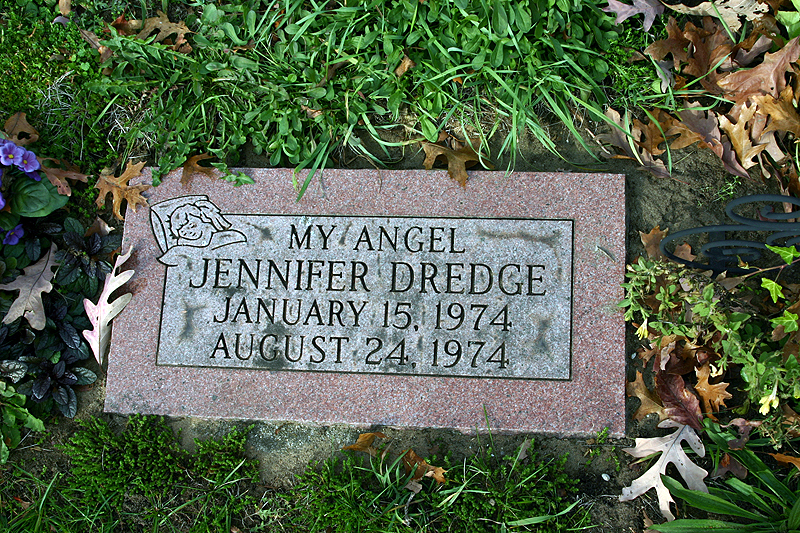 MY ANGEL
JENNIFER DREDGE
JANUARY 15, 1974
AUGUST 24, 1974